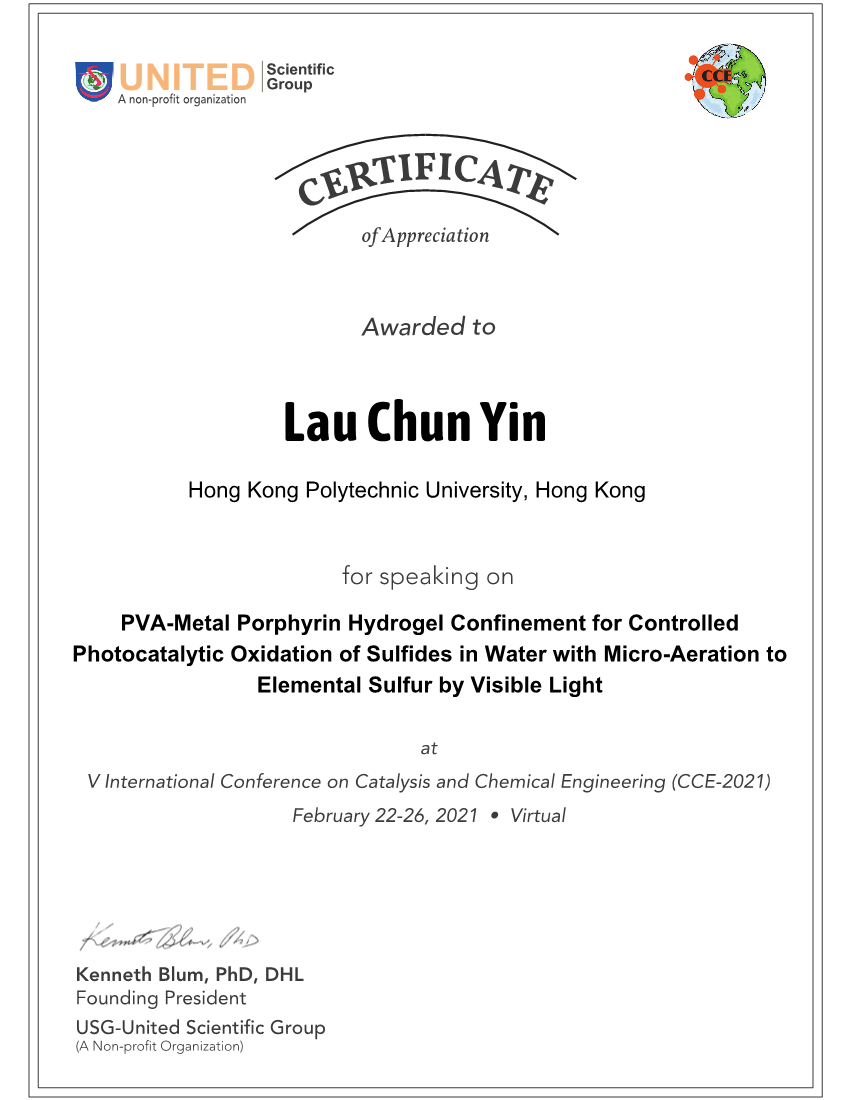 UNITED Scientific
Group
A non-profit organization
CCE
CERTIFICATE
of Appreciation
Awarded to
Lau Chun Yin
Hong Kong Polytechnic University, Hong Kong
for speaking on
PVA-Metal Porphyrin Hydrogel Confinement for Controlled
Photocatalytic Oxidation of Sulfides in Water with Micro-Aeration to
Elemental Sulfur by Visible Light
at
V International Conference on Catalysis and Chemical Engineering (CCE-2021)
February 22-26, 2021 • Virtual
Kenneth Blum, PhD
Kenneth Blum, PhD, DHL
Founding President
USG-United Scientific Group
(A Non-profit Organization)